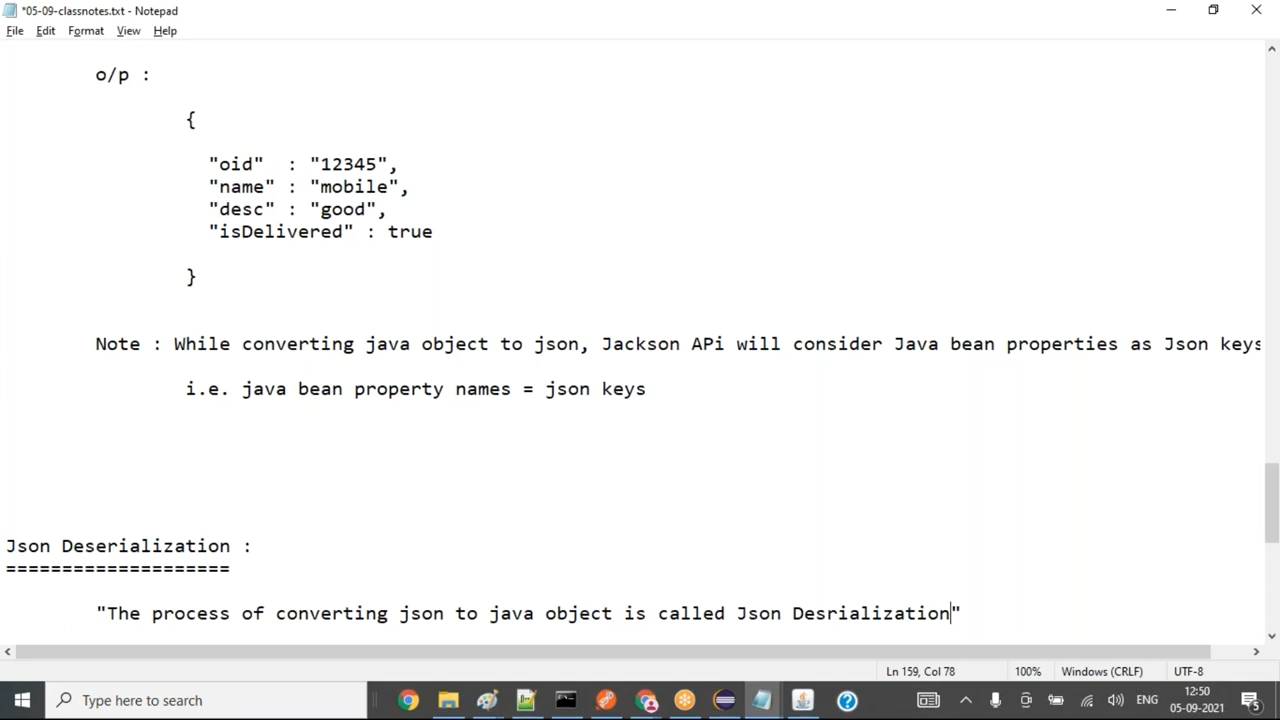 *05-09-classnotes.txt - Notepad
File Edit Format View Help
o/p :
{
"oid" : "12345",
"name" : "mobile",
"desc" : "good",
"isDelivered" : true
}
Note : While converting java object to json, Jackson APi will consider Java bean properties as Json keys
i.e. java bean property names = json keys
Json Deserialization :
====================
"The process of converting json to java object is called Json Desrialization"
Ln 159, Col 78 100% Windows (CRLF) UTF-8
Type here to search
ENG
12:50
05-09-2021
5